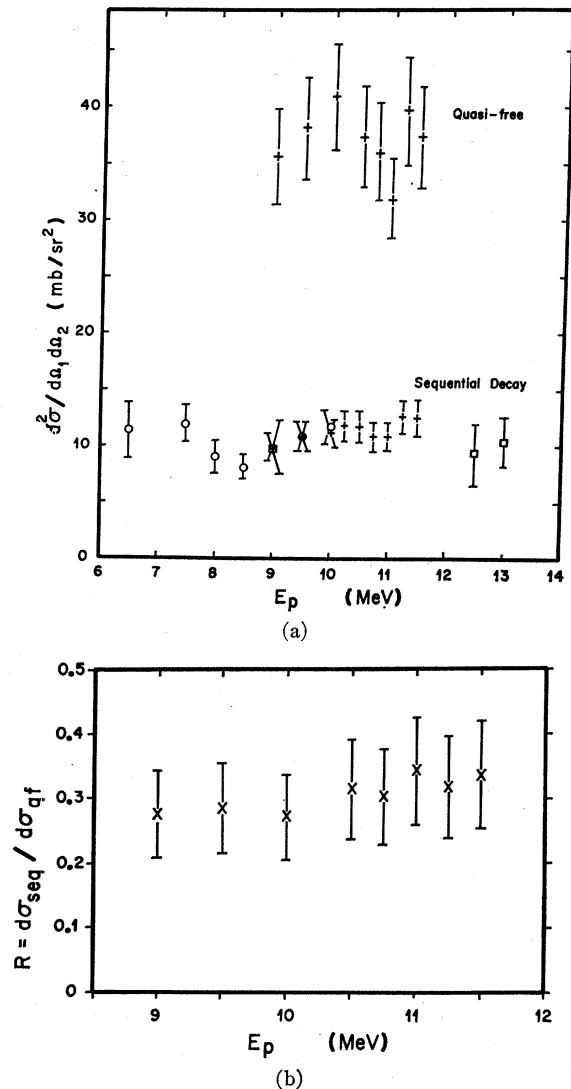 40
30
20
10
0
d²σ/dΩ₁dΩ₂ (mb/sr²)
Quasi-free
Sequential Decay
6 7 8 9 10 11 12 13 14
Eₚ (MeV)
(a)
0.5
0.4
0.3
0.2
0.1
0
R = dσseq / dσqf
9 10 11 12
Eₚ (MeV)
(b)